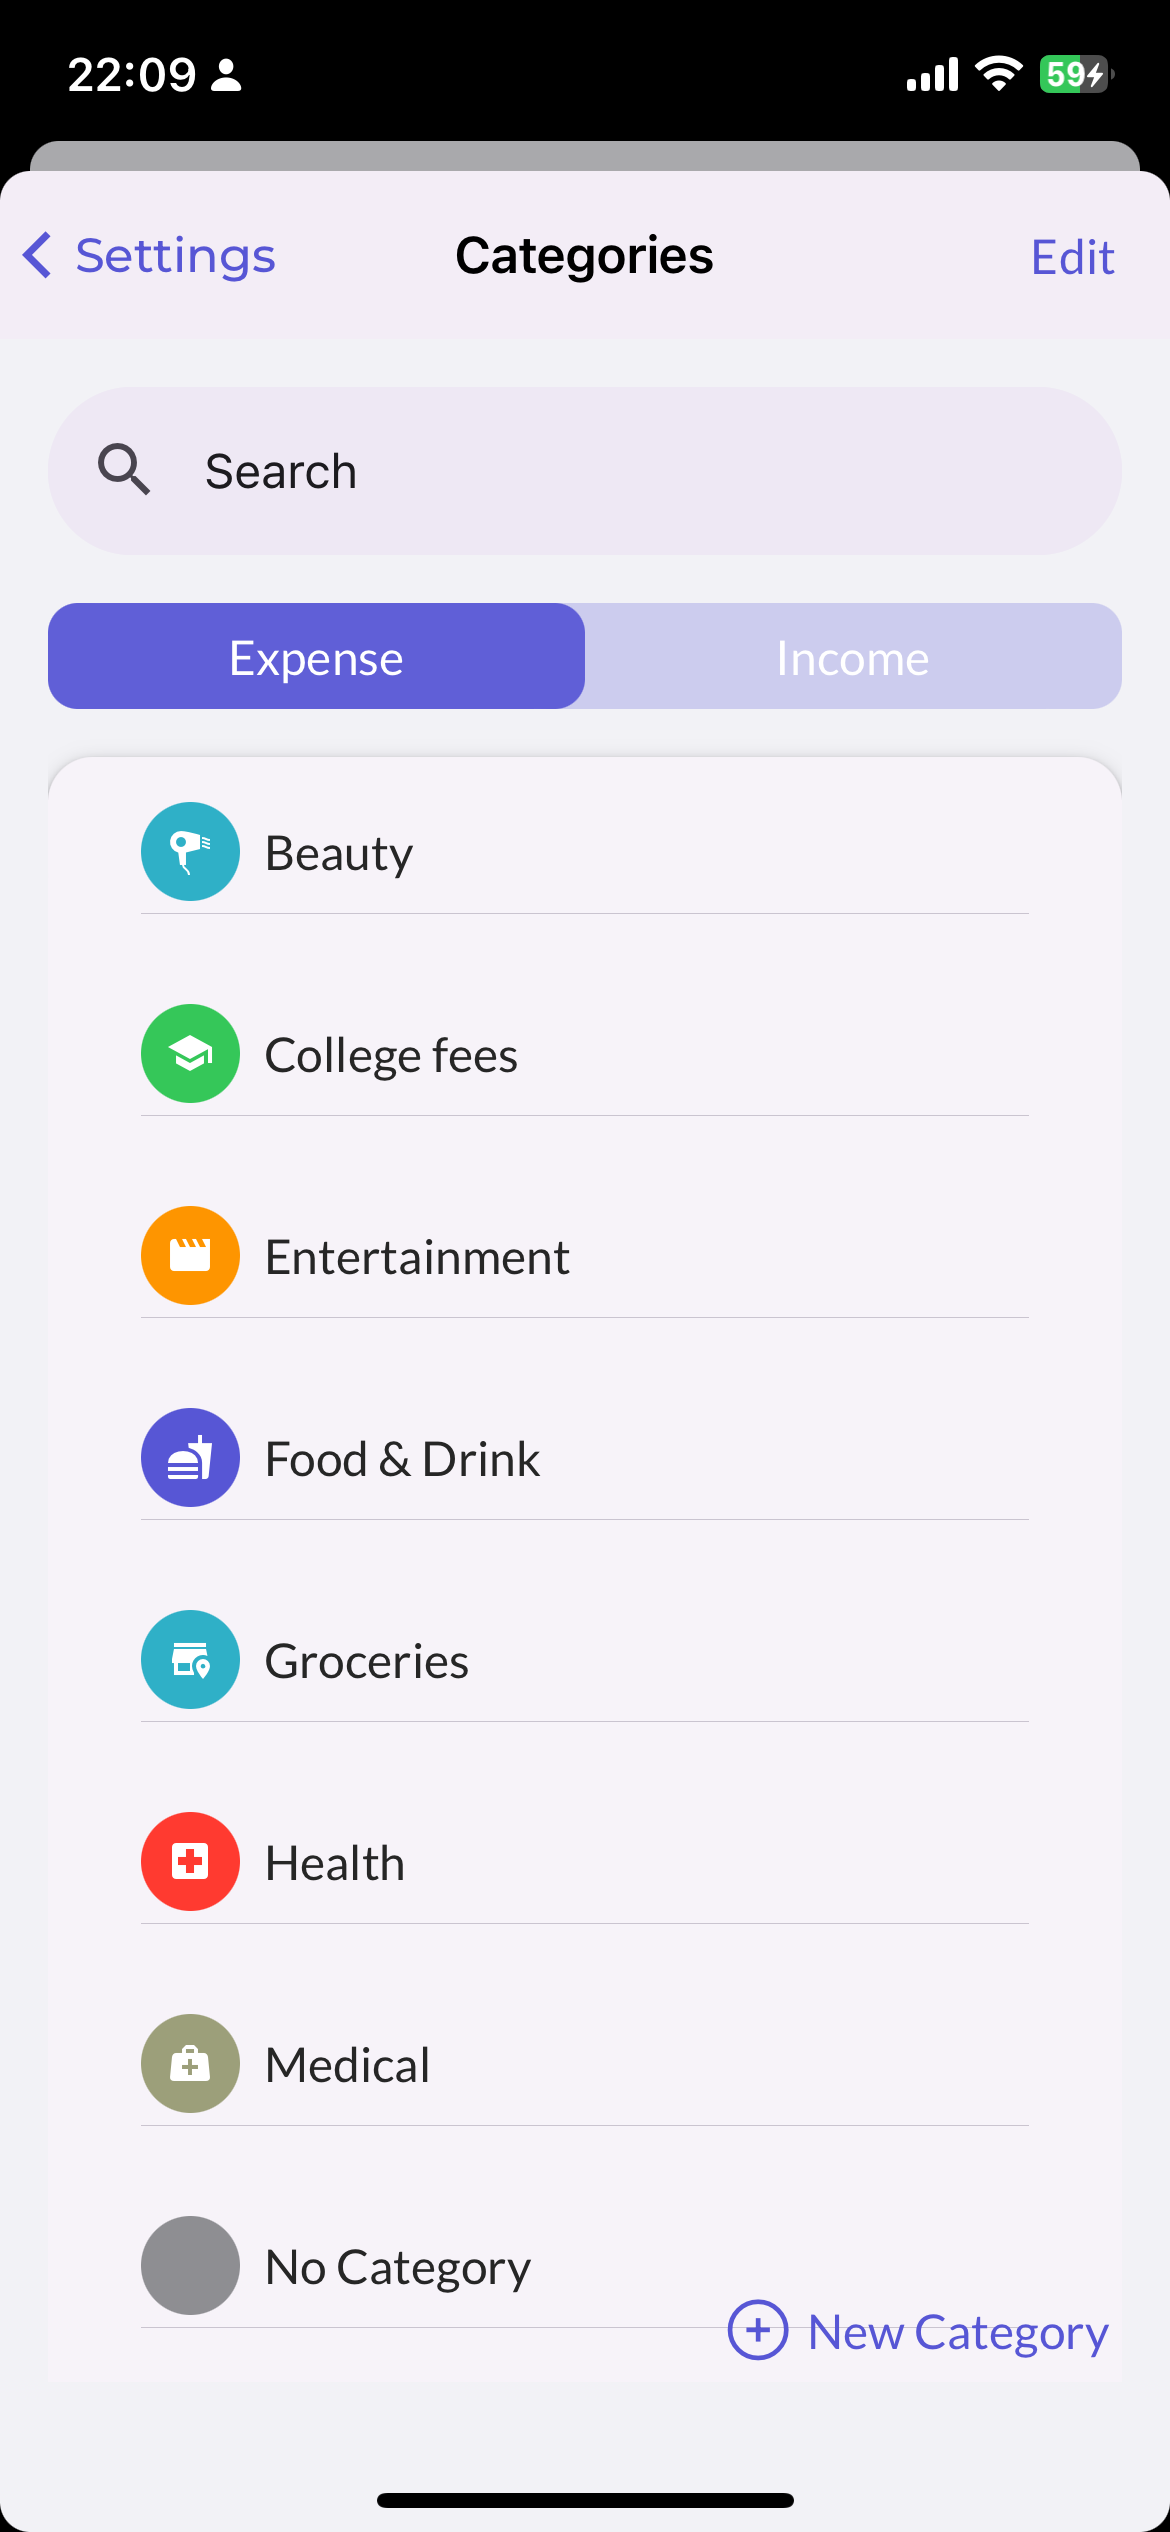 22:09
59
Settings
Categories
Edit
Search
Expense
Income
Beauty
College fees
Entertainment
Food & Drink
Groceries
Health
Medical
No Category
New Category